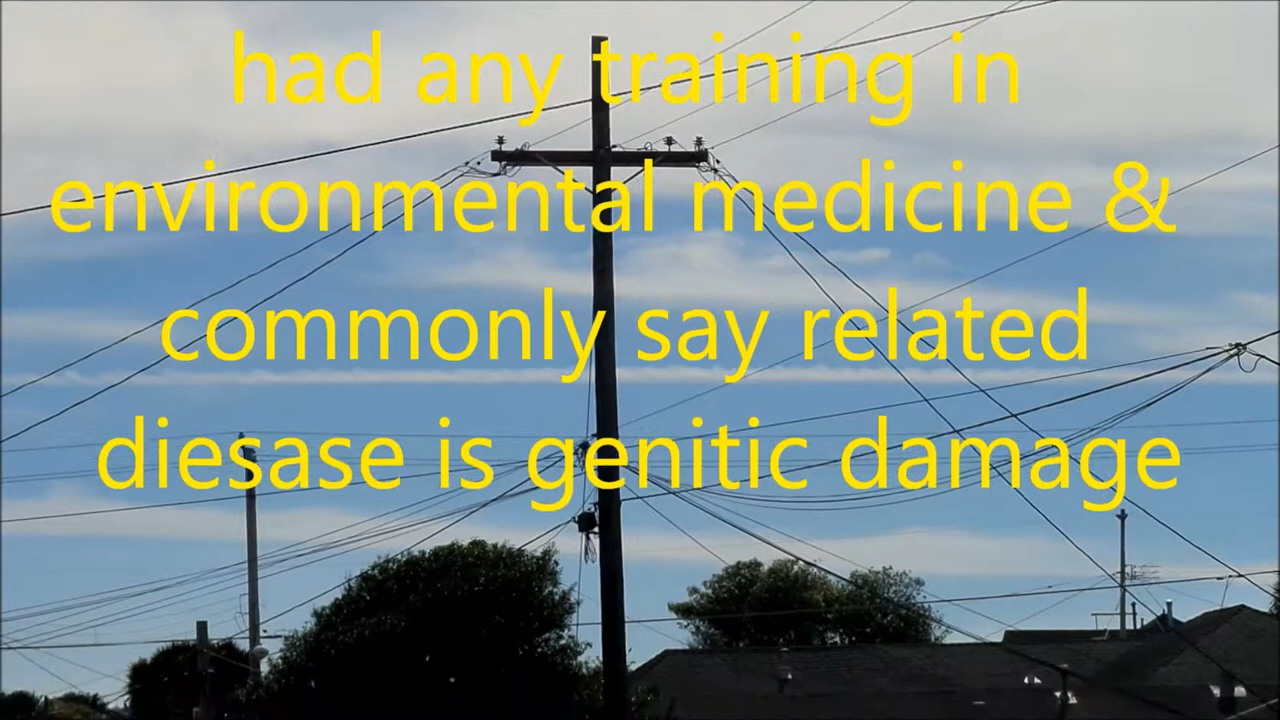 had any training in
environmental medicine &
commonly say related
diesase is genitic damage